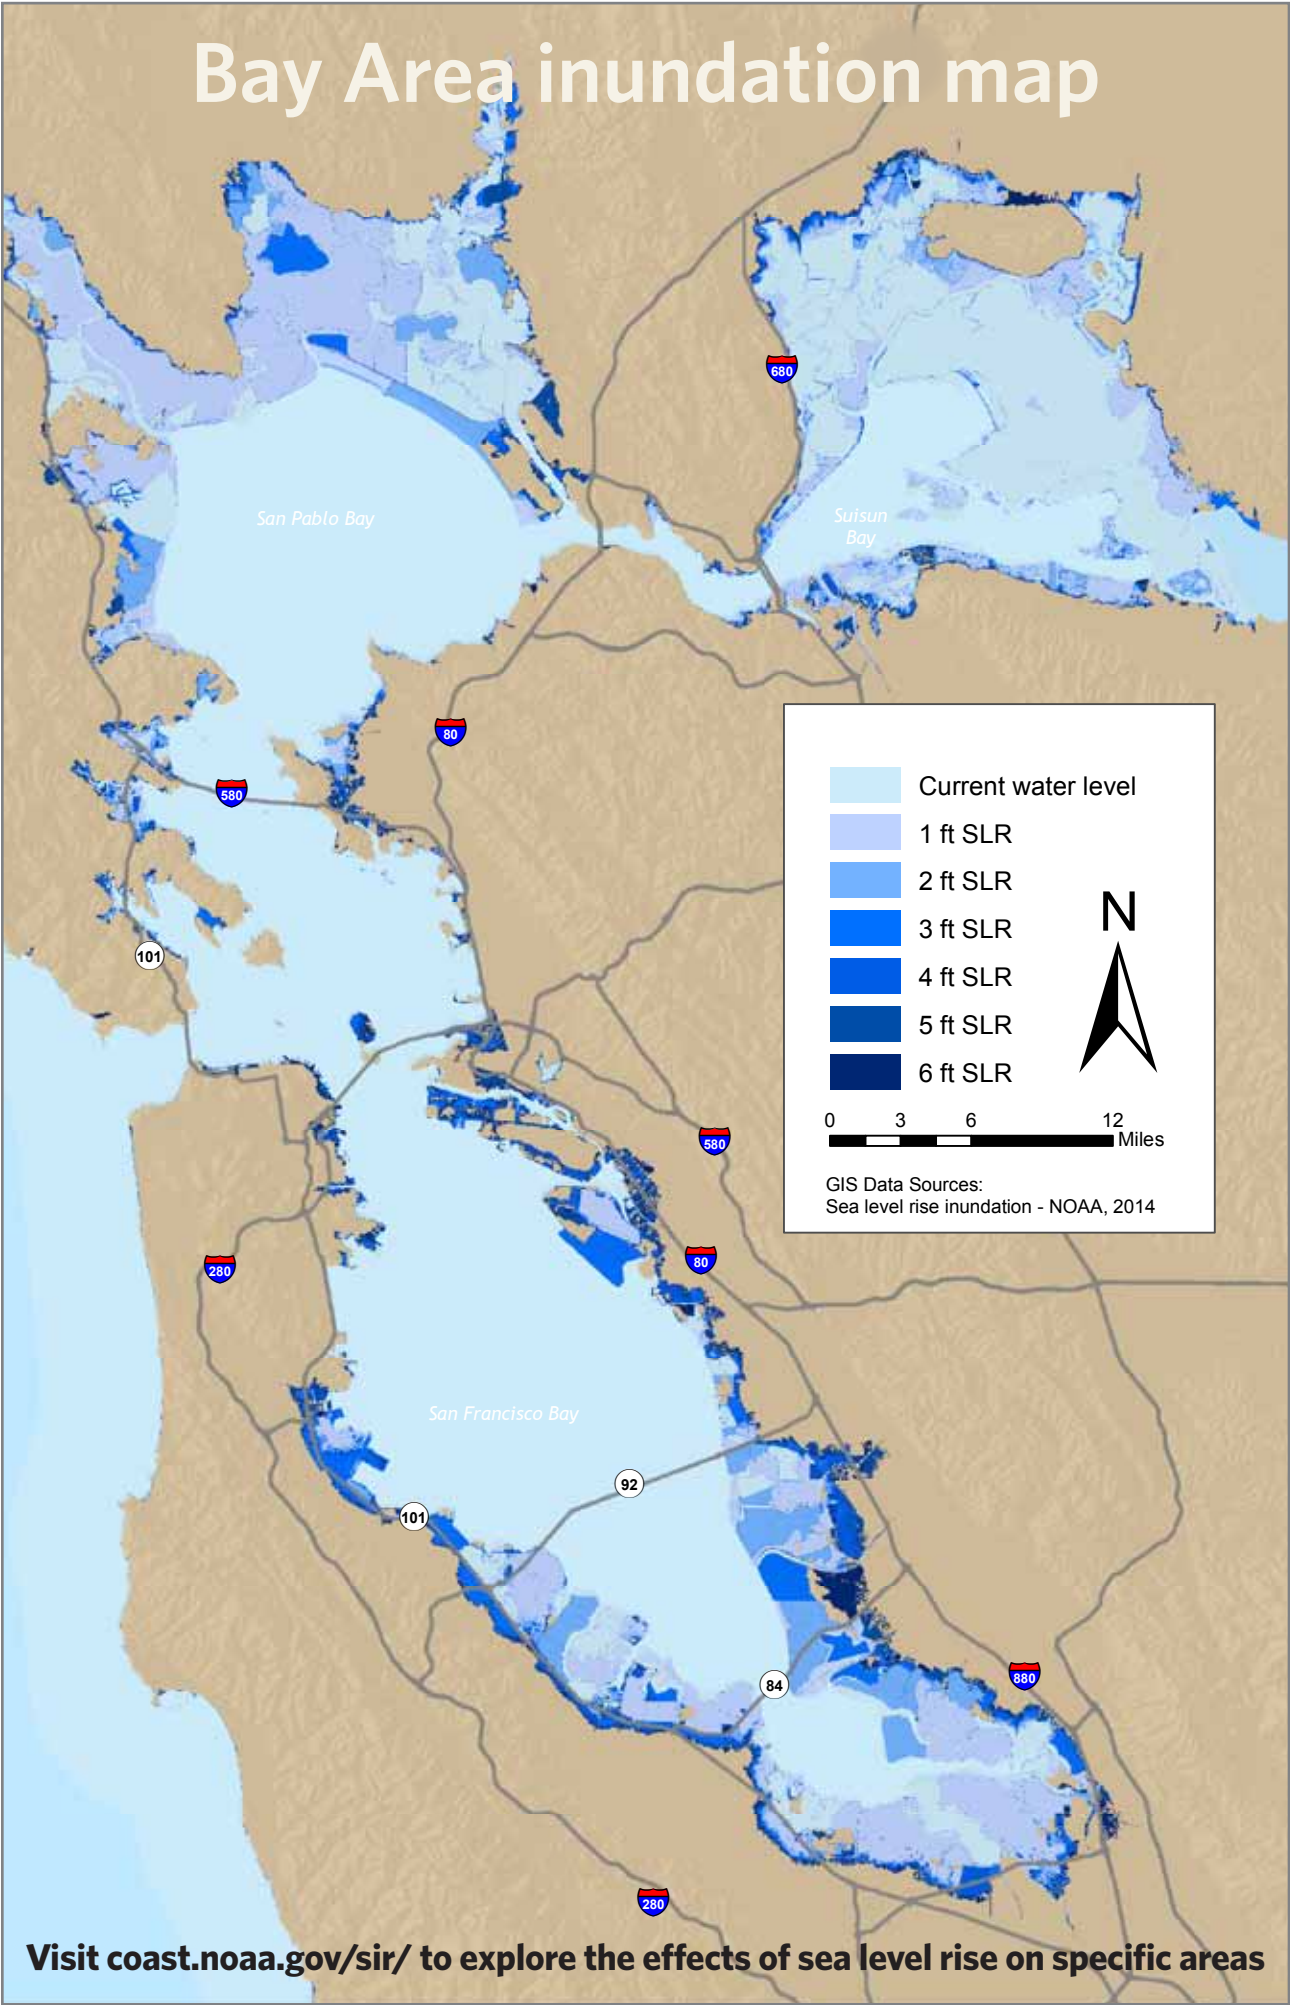 Bay Area inundation map
680
San Pablo Bay
Suisun
Bay
80
580
101
Current water level
1 ft SLR
2 ft SLR
3 ft SLR
4 ft SLR
5 ft SLR
6 ft SLR
N
0 3 6 12
Miles
GIS Data Sources:
Sea level rise inundation - NOAA, 2014
580
80
280
San Francisco Bay
92
101
84
880
280
Visit coast.noaa.gov/sir/ to explore the effects of sea level rise on specific areas